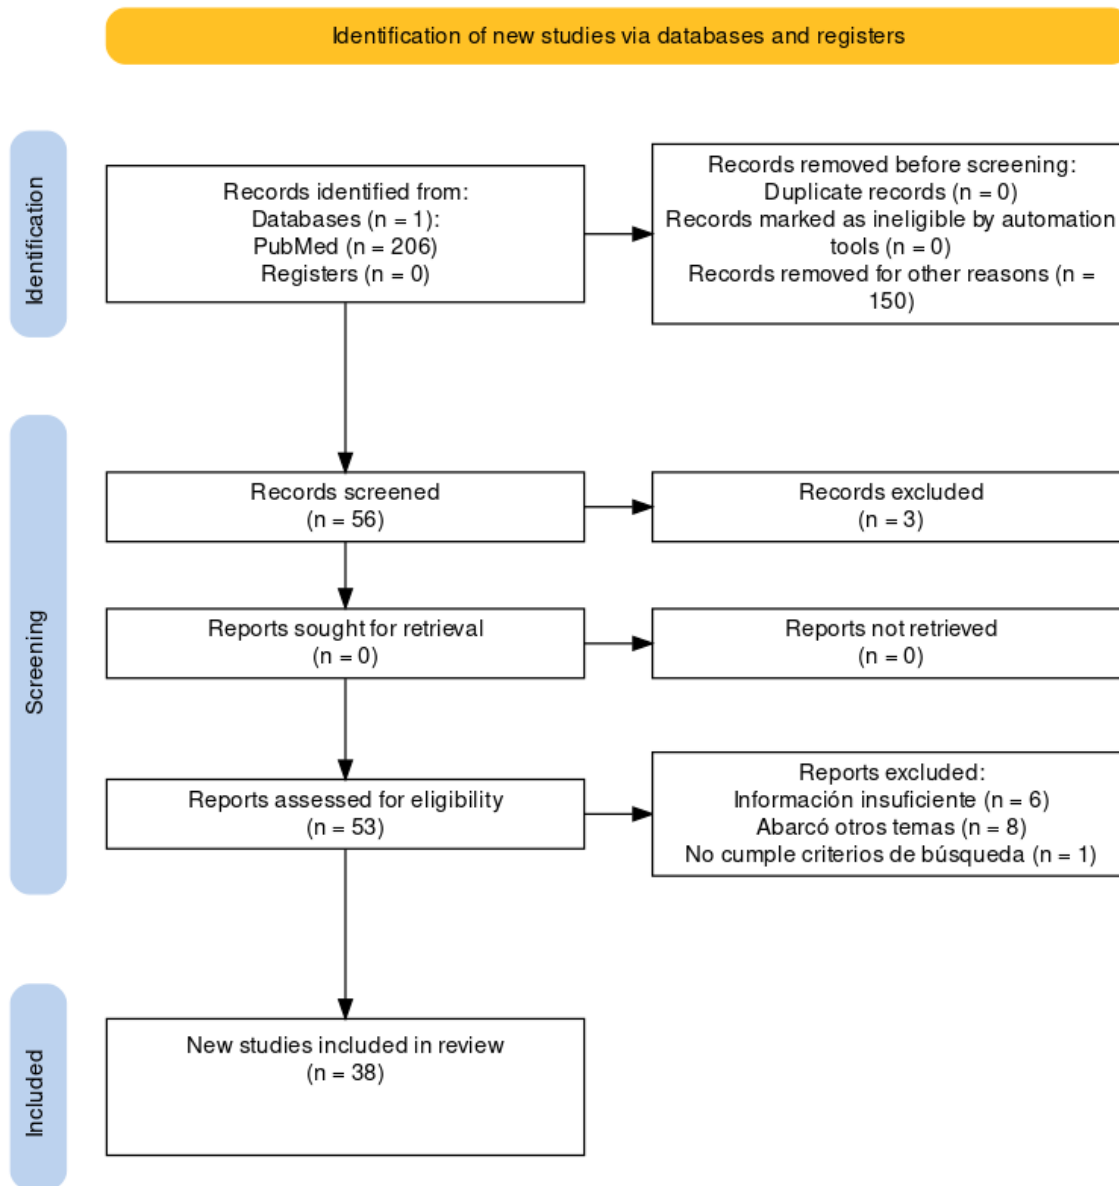 Identification of new studies via databases and registers
Identification
Records identified from:
Databases (n = 1):
PubMed (n = 206)
Registers (n = 0)
Records removed before screening:
Duplicate records (n = 0)
Records marked as ineligible by automation
tools (n = 0)
Records removed for other reasons (n =
150)
Screening
Records screened
(n = 56)
Records excluded
(n = 3)
Reports sought for retrieval
(n = 0)
Reports not retrieved
(n = 0)
Reports assessed for eligibility
(n = 53)
Reports excluded:
Información insuficiente (n = 6)
Abarcó otros temas (n = 8)
No cumple criterios de búsqueda (n = 1)
Included
New studies included in review
(n = 38)